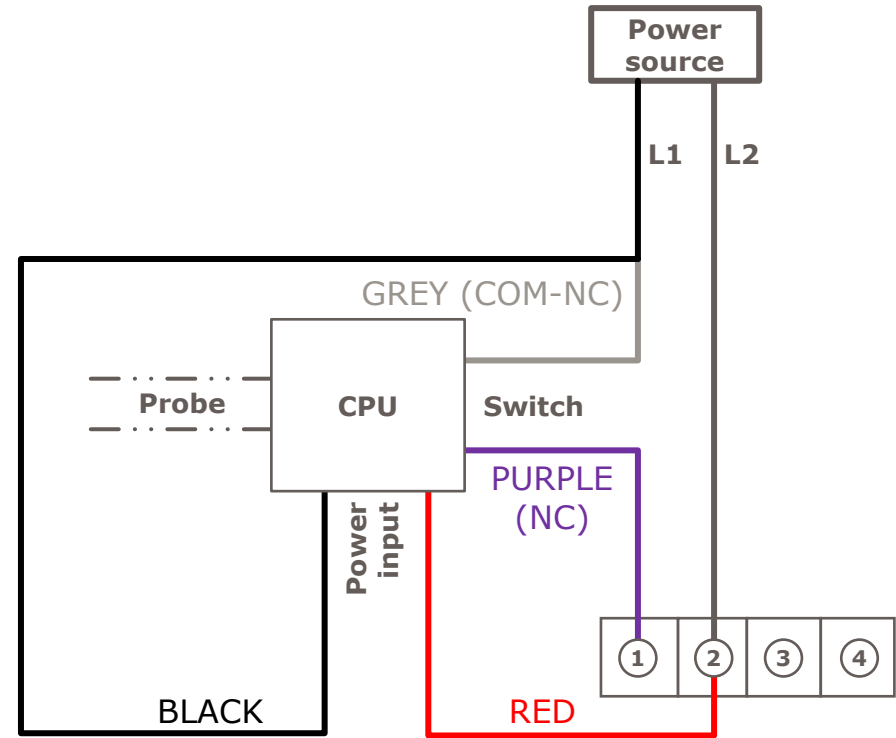 Power
source
L1
L2
GREY (COM-NC)
Probe
CPU
Switch
PURPLE
(NC)
Power
input
1
2
3
4
BLACK
RED